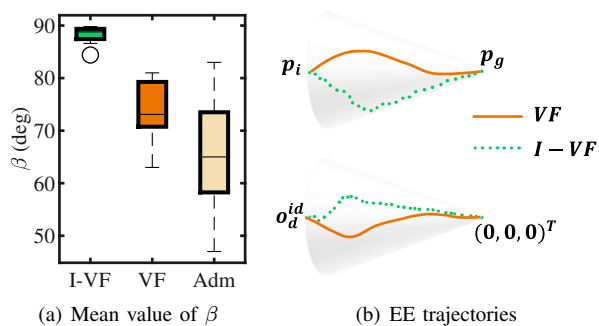 90
80
70
60
50
β (deg)
I-VF VF Adm
(a) Mean value of β
p_i
p_g
VF
I − VF
o_d^{id}
(0, 0, 0)^T
(b) EE trajectories